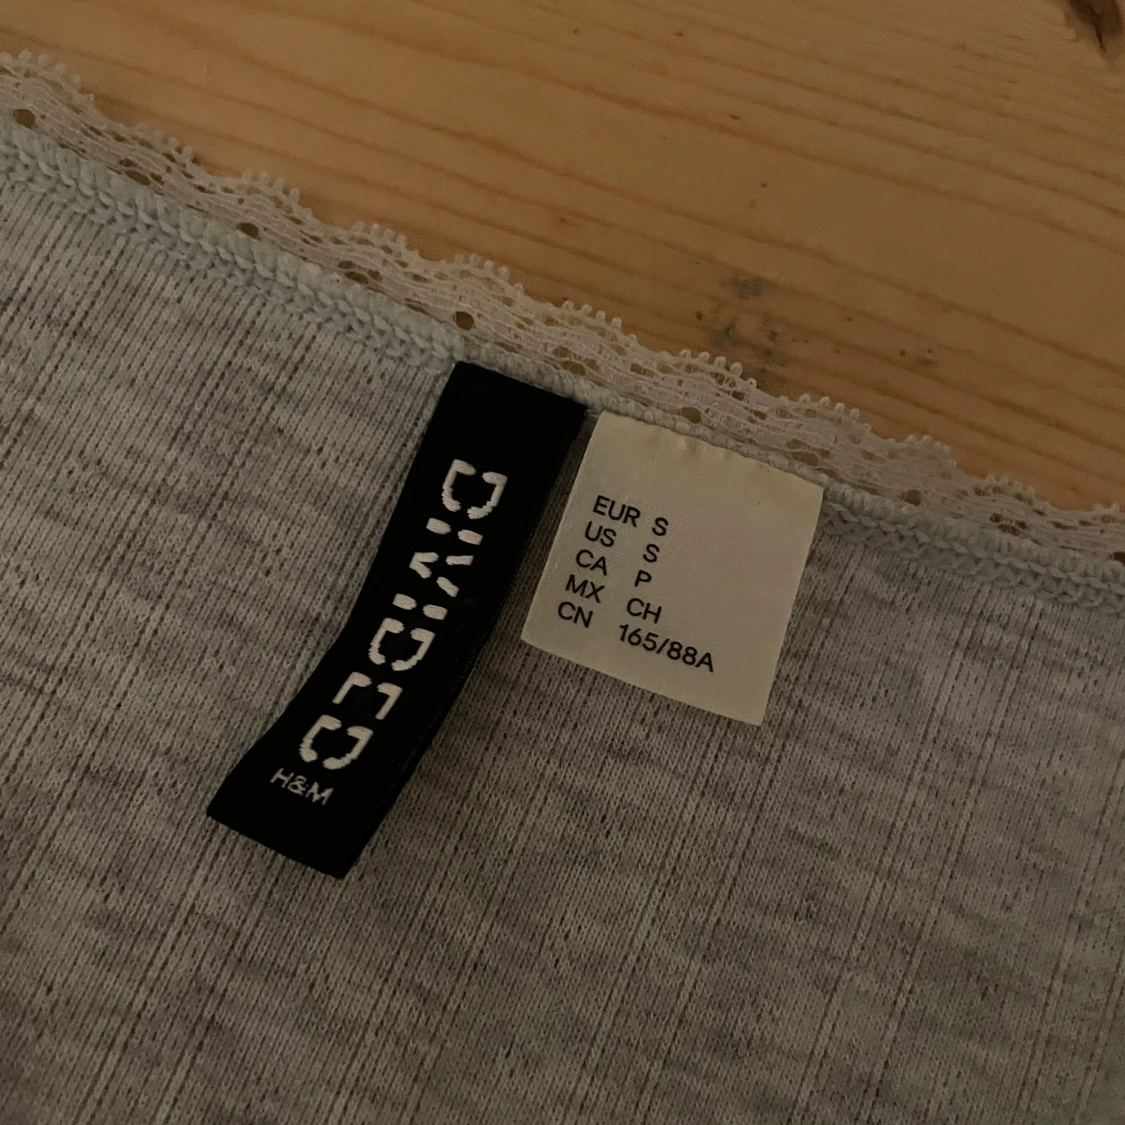 DIVIDED
H&M
EUR S
US S
CA P
MX CH
CN 165/88A